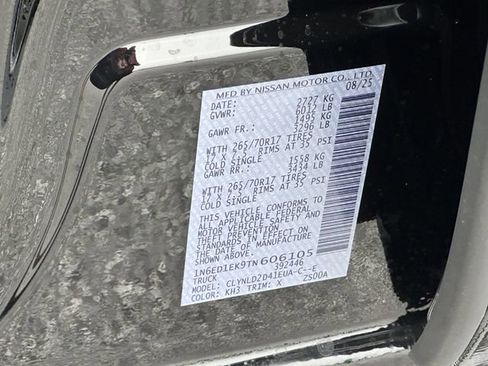 MFD BY NISSAN MOTOR CO., LTD.
DATE: 08/25
GVWR: 2727 KG
6012 LB
GAWR FR.: 1495 KG
3296 LB
WITH 265/70R17 TIRES
17 X 7.5 RIMS AT 35 PSI
COLD SINGLE
GAWR RR.: 1558 KG
3434 LB
WITH 265/70R17 TIRES
17 X 7.5 RIMS AT 35 PSI
COLD SINGLE
THIS VEHICLE CONFORMS TO
ALL APPLICABLE FEDERAL
MOTOR VEHICLE SAFETY AND
THEFT PREVENTION
STANDARDS IN EFFECT ON
THE DATE OF MANUFACTURE
SHOWN ABOVE.
1N6ED1EK9TN606105
TRUCK 392446
MODEL: CLYNLD2D41EUA-C--E
COLOR: KH3 TRIM: X ZS00A